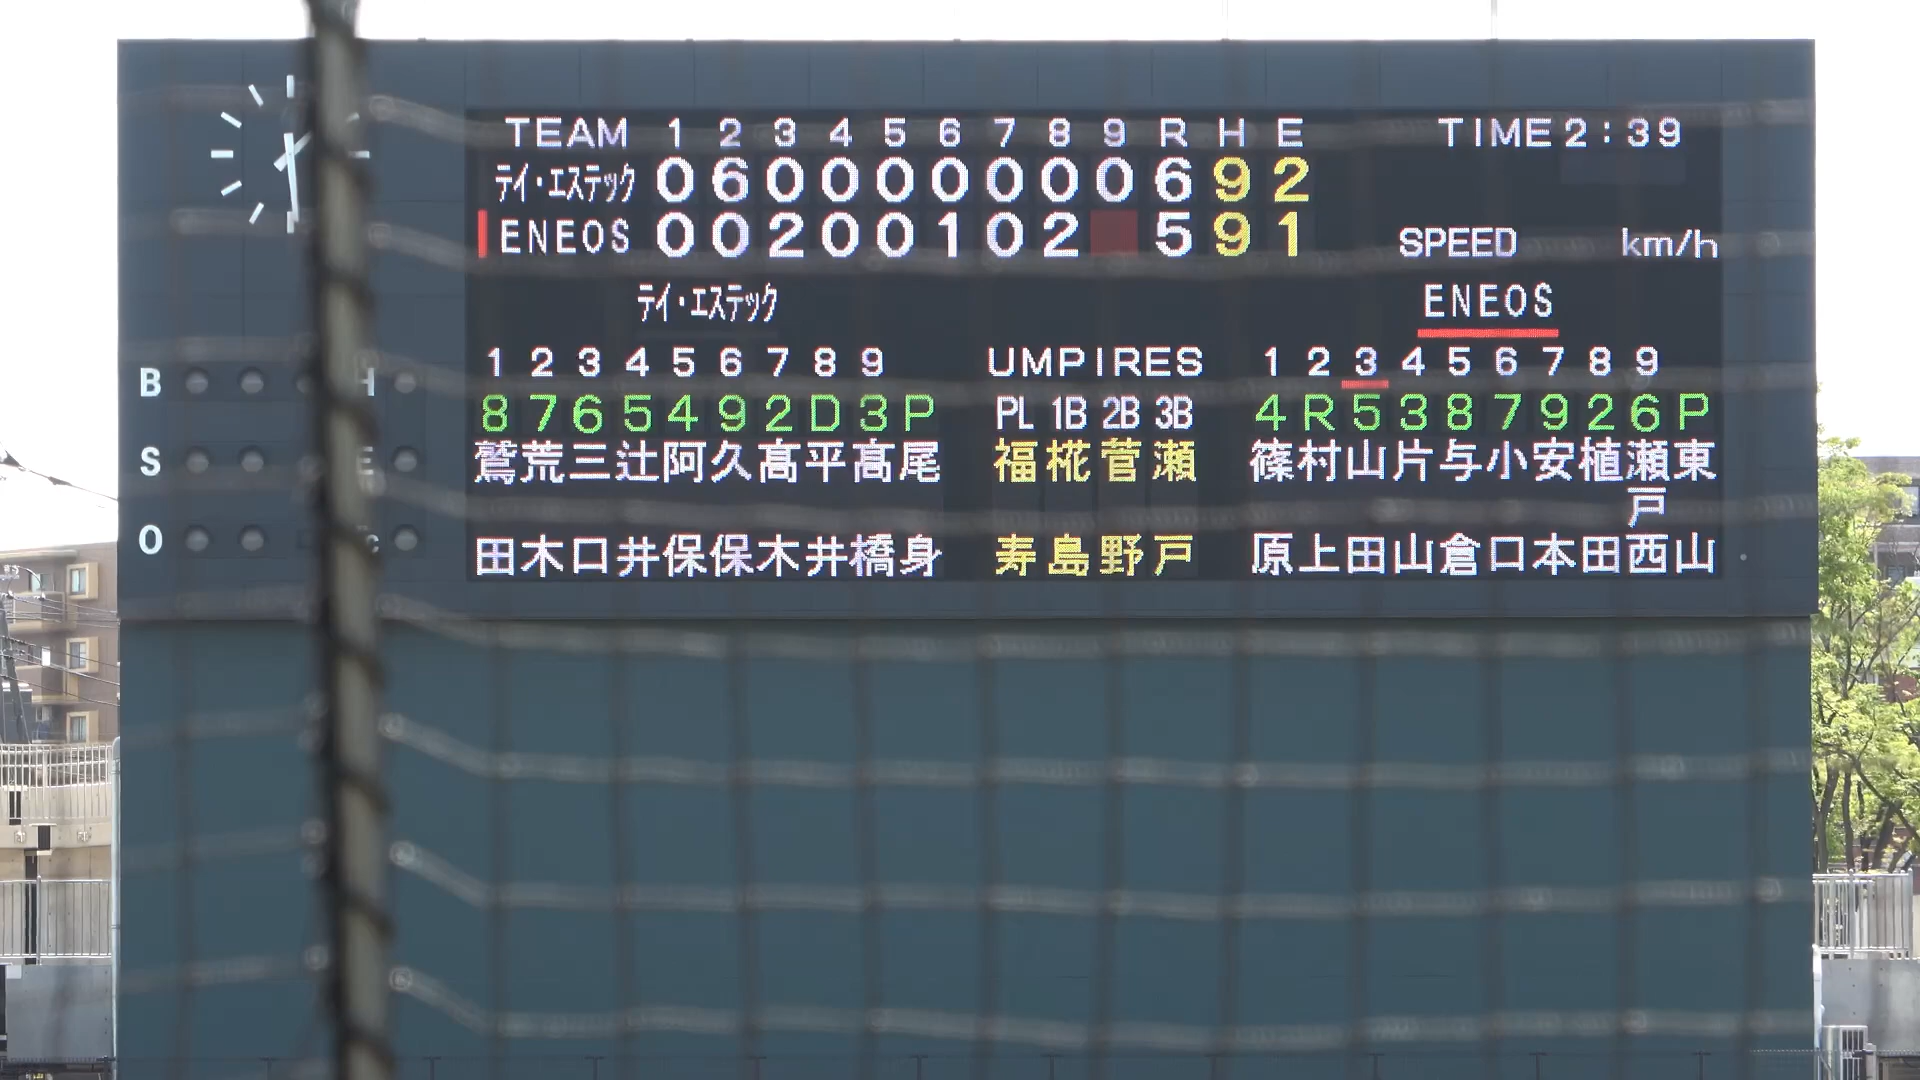 TEAM 1 2 3 4 5 6 7 8 9 R H E TIME 2:39
テイ・エステック 0 6 0 0 0 0 0 0 0 6 9 2
ENEOS 0 0 2 0 0 1 0 2 5 9 1 SPEED km/h
テイ・エステック ENEOS
1 2 3 4 5 6 7 8 9 UMPIRES 1 2 3 4 5 6 7 8 9
B H 8 7 6 5 4 9 2 D 3 P PL 1B 2B 3B 4 R 5 3 8 7 9 2 6 P
S E 鷲 荒 三 辻 阿 久 髙 平 髙 尾 福 椛 菅 瀬 篠 村 山 片 与 小 安 植 瀬 東
戸
O c 田 木 口 井 保 保 木 井 橋 身 寿 島 野 戸 原 上 田 山 倉 口 本 田 西 山